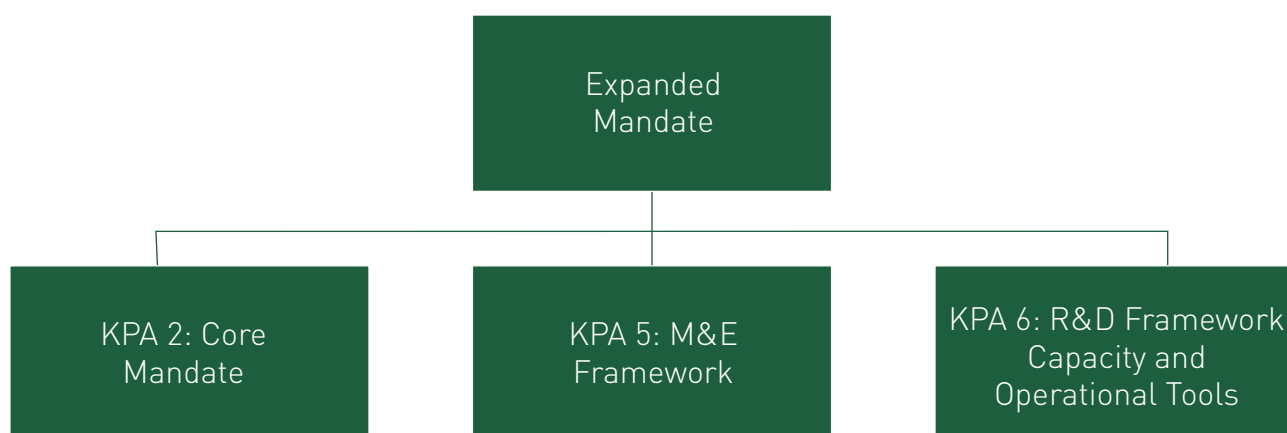 Expanded
Mandate
KPA 2: Core
Mandate
KPA 5: M&E
Framework
KPA 6: R&D Framework
Capacity and
Operational Tools